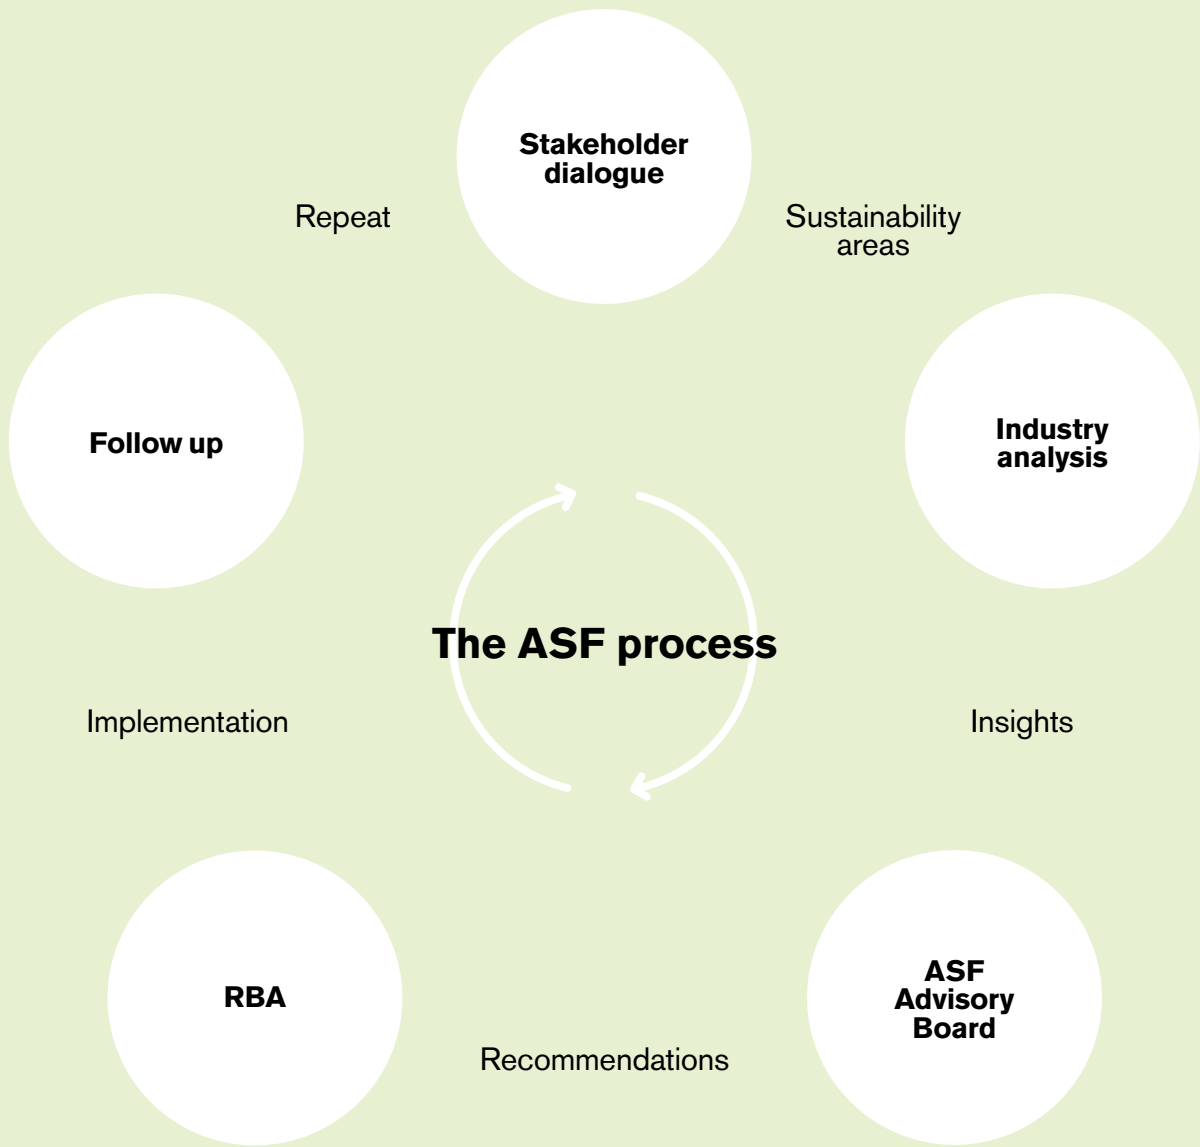 Stakeholder
dialogue
Repeat
Sustainability
areas
Follow up
Industry
analysis
The ASF process
Implementation
Insights
RBA
ASF
Advisory
Board
Recommendations